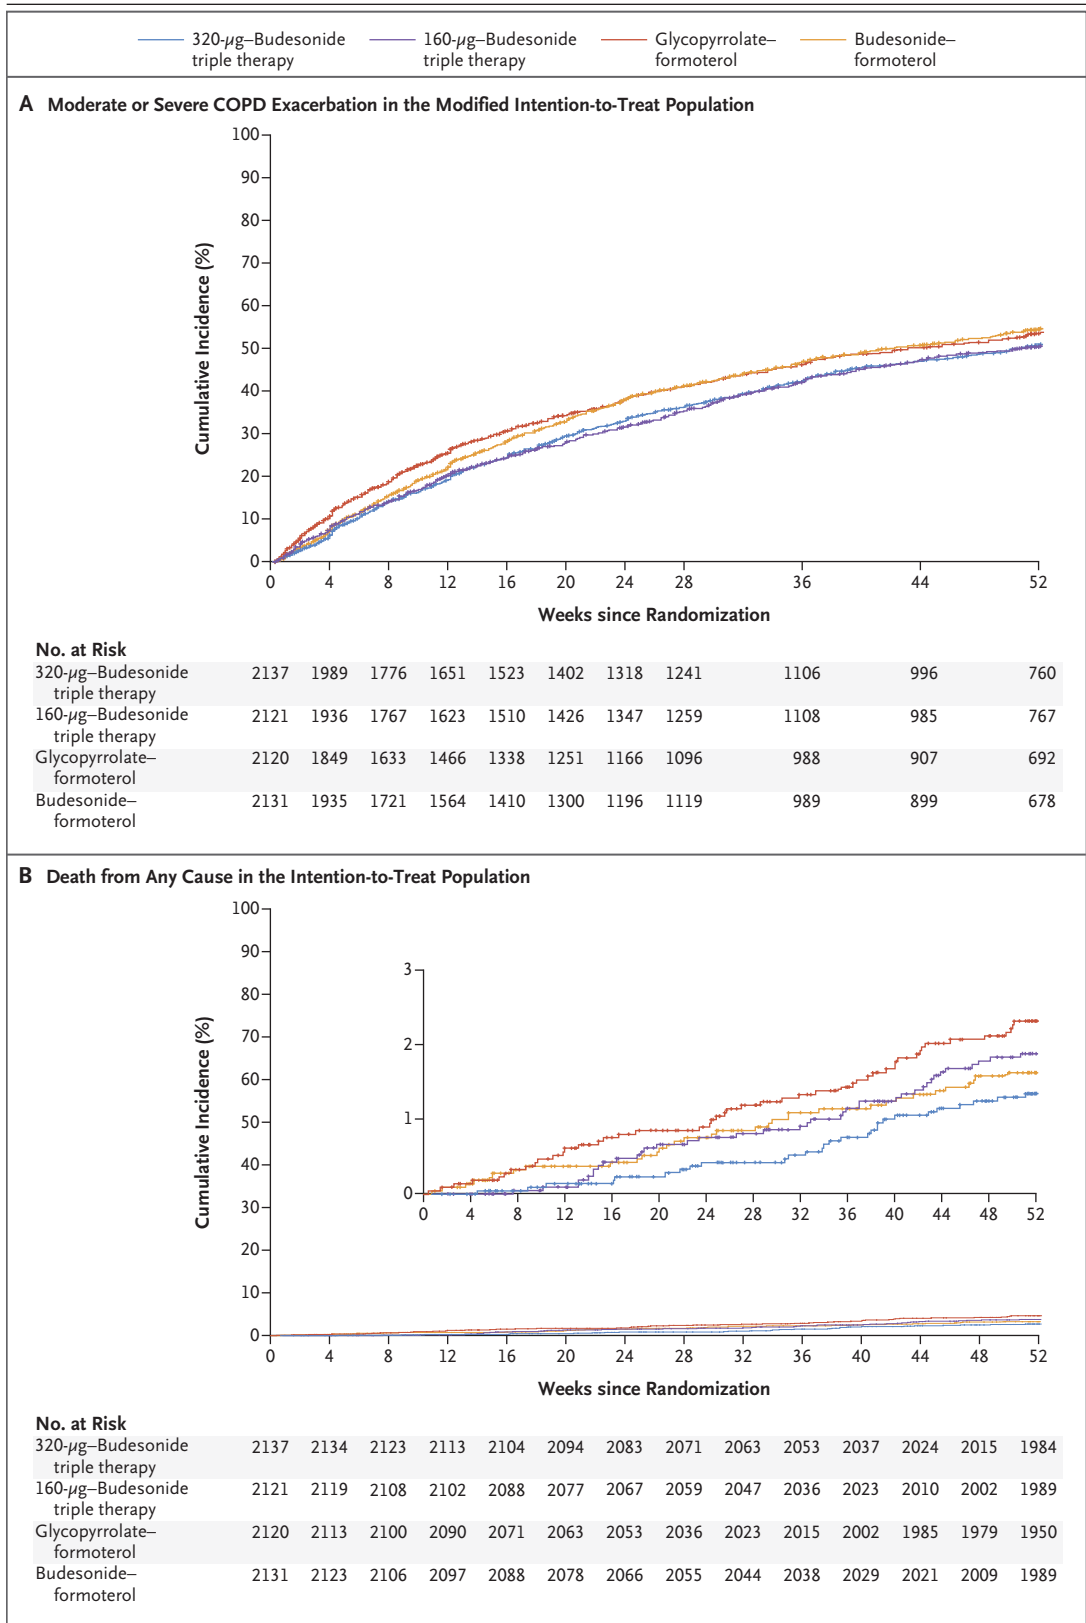 320-μg–Budesonide triple therapy
160-μg–Budesonide triple therapy
Glycopyrrolate–formoterol
Budesonide–formoterol
A Moderate or Severe COPD Exacerbation in the Modified Intention-to-Treat Population
Cumulative Incidence (%)
100
90
80
70
60
50
40
30
20
10
0
0 4 8 12 16 20 24 28 36 44 52
Weeks since Randomization
No. at Risk
320-μg–Budesonide 2137 1989 1776 1651 1523 1402 1318 1241 1106 996 760
triple therapy
160-μg–Budesonide 2121 1936 1767 1623 1510 1426 1347 1259 1108 985 767
triple therapy
Glycopyrrolate– 2120 1849 1633 1466 1338 1251 1166 1096 988 907 692
formoterol
Budesonide– 2131 1935 1721 1564 1410 1300 1196 1119 989 899 678
formoterol
B Death from Any Cause in the Intention-to-Treat Population
Cumulative Incidence (%)
100
90
80
70
60
50
40
30
20
10
0
3
2
1
0
0 4 8 12 16 20 24 28 32 36 40 44 48 52
0 4 8 12 16 20 24 28 32 36 40 44 48 52
Weeks since Randomization
No. at Risk
320-μg–Budesonide 2137 2134 2123 2113 2104 2094 2083 2071 2063 2053 2037 2024 2015 1984
triple therapy
160-μg–Budesonide 2121 2119 2108 2102 2088 2077 2067 2059 2047 2036 2023 2010 2002 1989
triple therapy
Glycopyrrolate– 2120 2113 2100 2090 2071 2063 2053 2036 2023 2015 2002 1985 1979 1950
formoterol
Budesonide– 2131 2123 2106 2097 2088 2078 2066 2055 2044 2038 2029 2021 2009 1989
formoterol